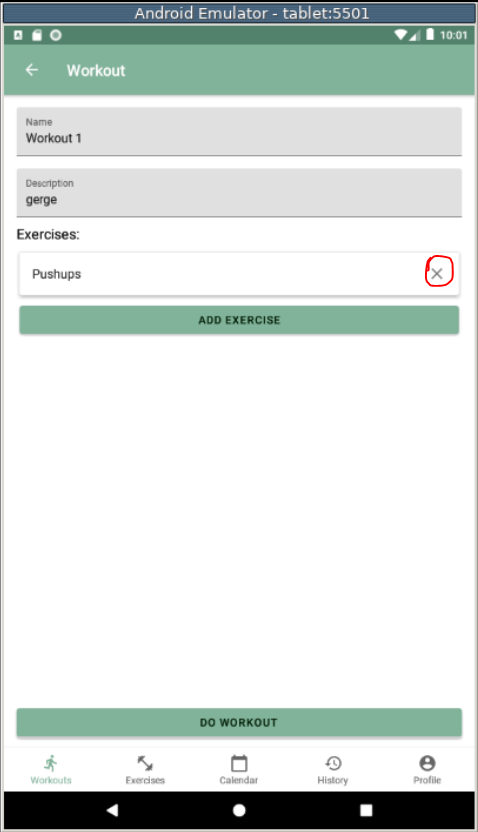 Android Emulator - tablet:5501
10:01
Workout
Name
Workout 1
Description
gerge
Exercises:
Pushups
ADD EXERCISE
DO WORKOUT
Workouts
Exercises
Calendar
History
Profile